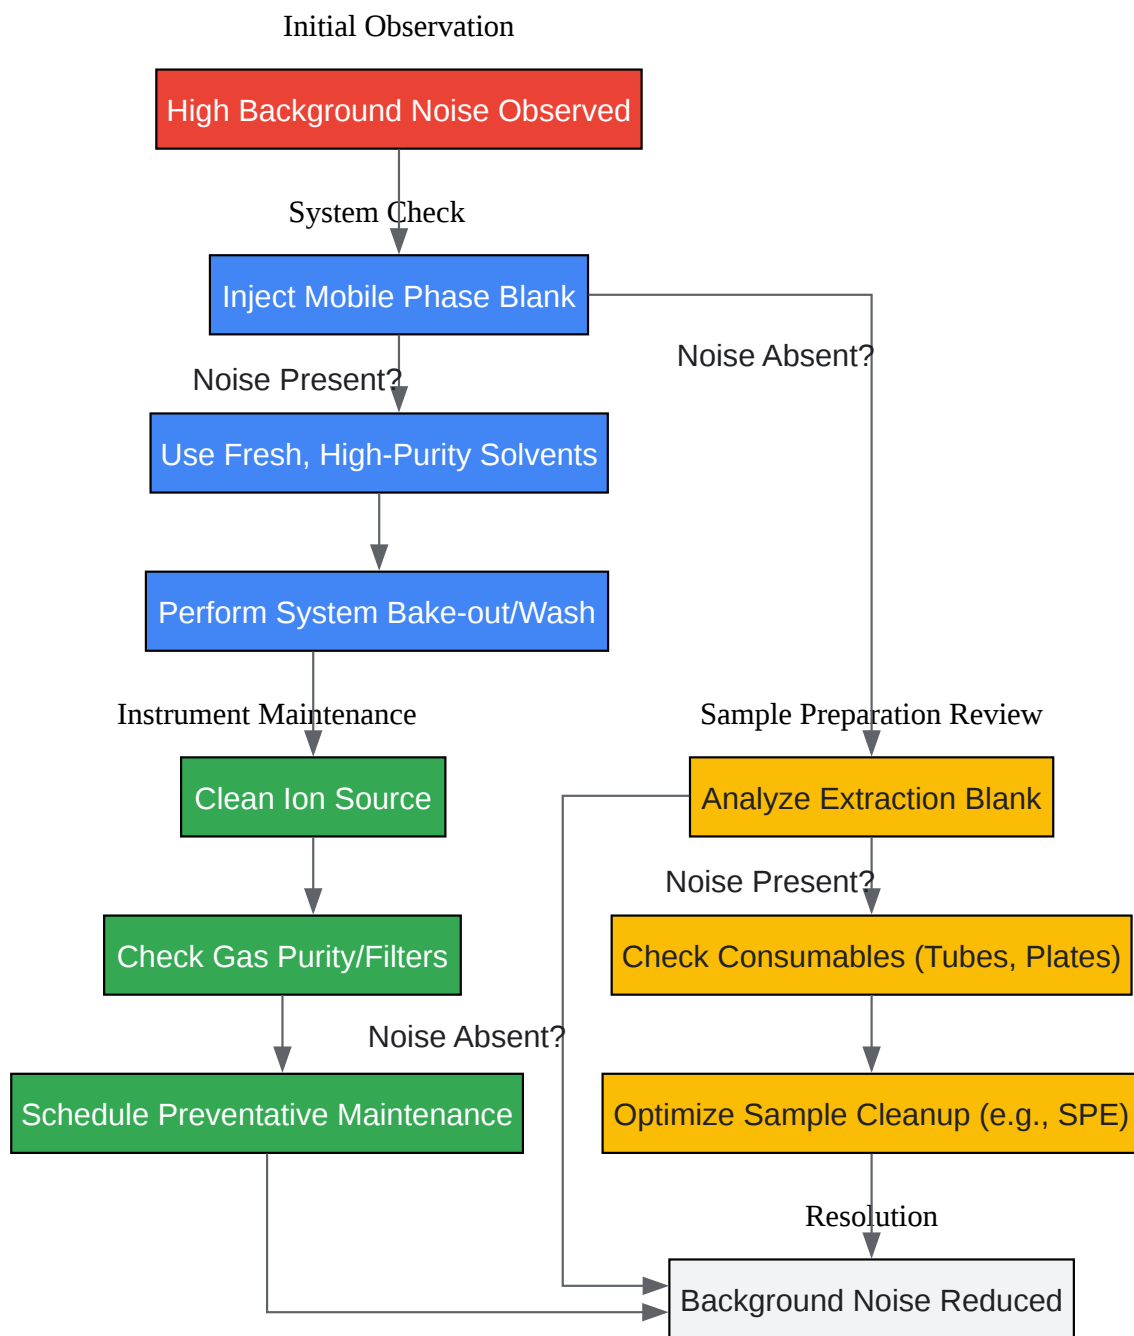 Initial Observation
High Background Noise Observed
System Check
Inject Mobile Phase Blank
Noise Absent?
Noise Present?
Use Fresh, High-Purity Solvents
Perform System Bake-out/Wash
Instrument Maintenance
Sample Preparation Review
Clean Ion Source
Analyze Extraction Blank
Noise Present?
Check Gas Purity/Filters
Check Consumables (Tubes, Plates)
Noise Absent?
Schedule Preventative Maintenance
Optimize Sample Cleanup (e.g., SPE)
Resolution
Background Noise Reduced